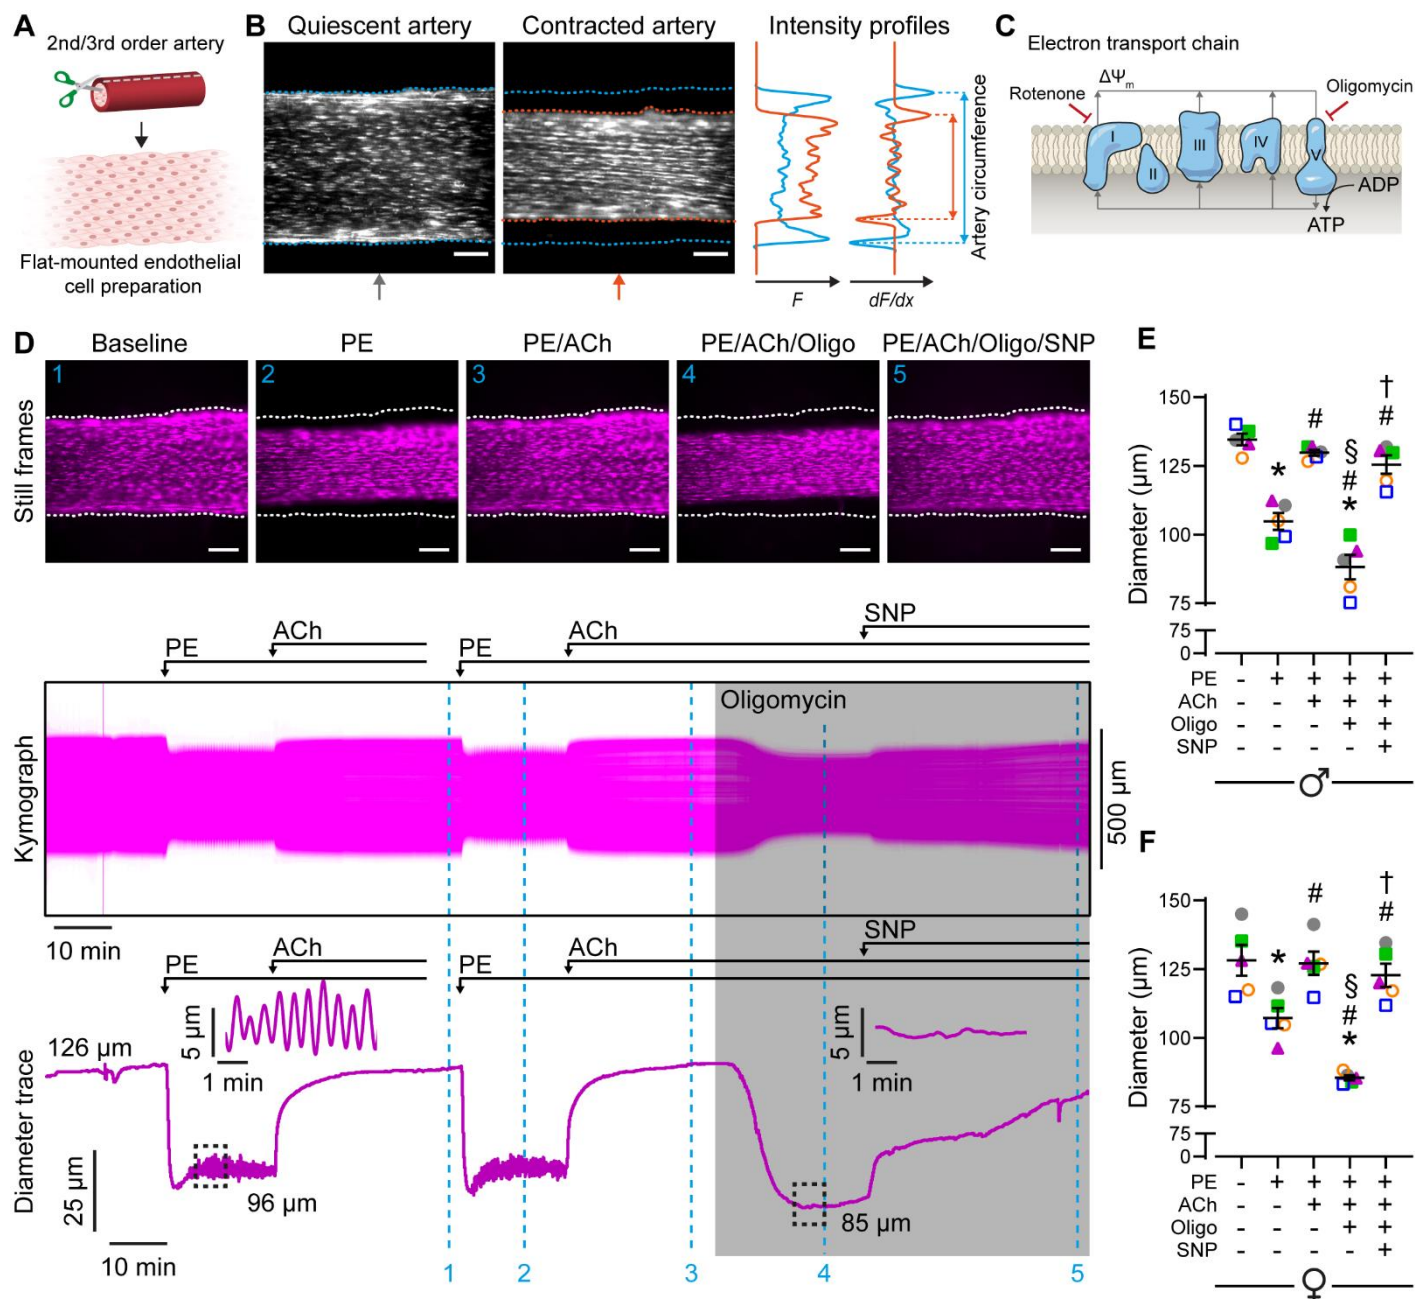 A
2nd/3rd order artery
Flat-mounted endothelial
cell preparation
B
Quiescent artery
Contracted artery
Intensity profiles
Artery circumference
F
dF/dx
C
Electron transport chain
ΔΨm
Rotenone
Oligomycin
I
II
III
IV
V
ADP
ATP
D
Baseline
PE
PE/ACh
PE/ACh/Oligo
PE/ACh/Oligo/SNP
Still frames
1
2
3
4
5
PE
ACh
PE
ACh
SNP
Kymograph
Oligomycin
500 µm
10 min
PE
ACh
PE
ACh
SNP
Diameter trace
126 µm
5 µm
1 min
96 µm
5 µm
1 min
85 µm
25 µm
10 min
1
2
3
4
5
E
Diameter (µm)
150
125
100
75
75
0
*
#
§
#
*
†
#
PE - + + + +
ACh - - + + +
Oligo - - - + +
SNP - - - - +
♂
F
Diameter (µm)
150
125
100
75
75
0
*
#
§
#
*
†
#
PE - + + + +
ACh - - + + +
Oligo - - - + +
SNP - - - - +
♀